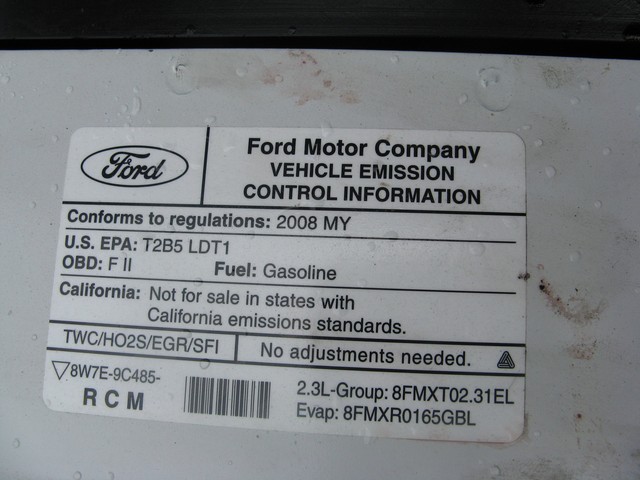 Ford
Ford Motor Company
VEHICLE EMISSION
CONTROL INFORMATION
Conforms to regulations: 2008 MY
U.S. EPA: T2B5 LDT1
OBD: F II Fuel: Gasoline
California: Not for sale in states with
California emissions standards.
TWC/HO2S/EGR/SFI No adjustments needed.
8W7E-9C485-
R C M
2.3L-Group: 8FMXT02.31EL
Evap: 8FMXR0165GBL